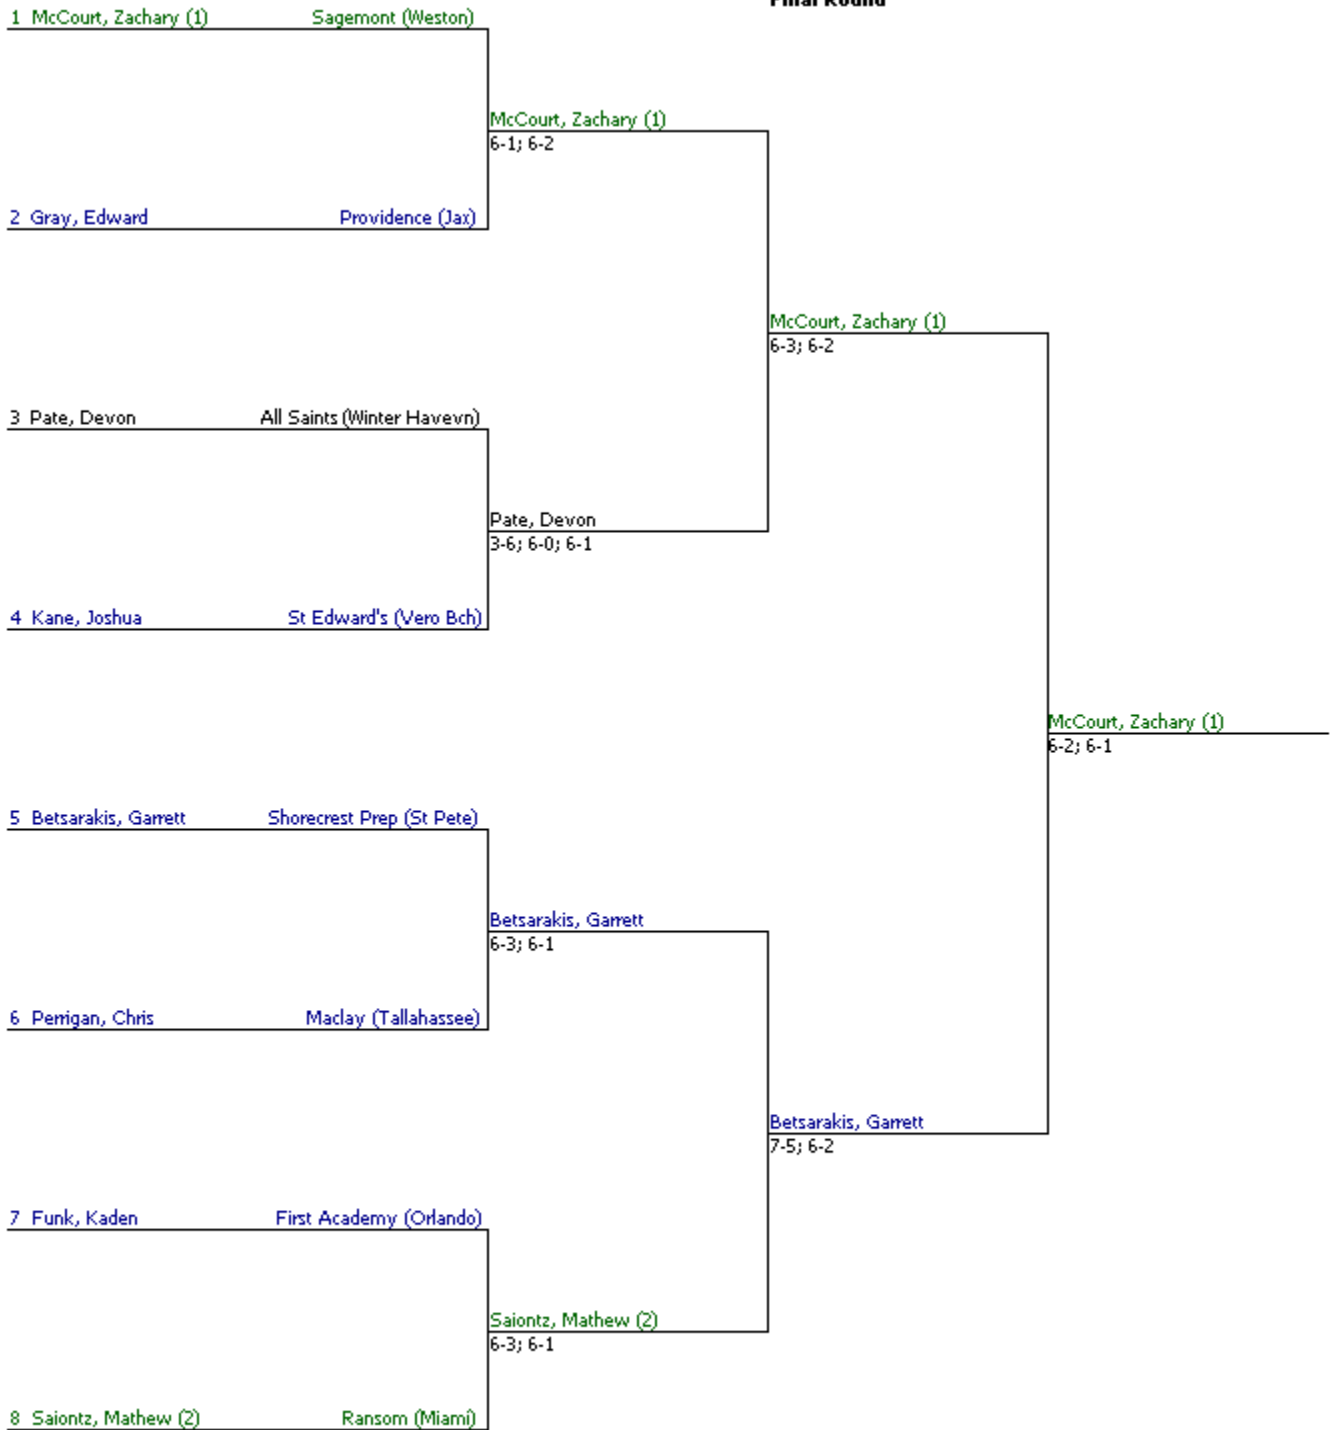 Final Round
1 McCourt, Zachary (1) Sagemont (Weston)
McCourt, Zachary (1)
6-1; 6-2
2 Gray, Edward Providence (Jax)
McCourt, Zachary (1)
6-3; 6-2
3 Pate, Devon All Saints (Winter Havevn)
Pate, Devon
3-6; 6-0; 6-1
4 Kane, Joshua St Edward's (Vero Bch)
McCourt, Zachary (1)
6-2; 6-1
5 Betsarakis, Garrett Shorecrest Prep (St Pete)
Betsarakis, Garrett
6-3; 6-1
6 Perrigan, Chris Maclay (Tallahassee)
Betsarakis, Garrett
7-5; 6-2
7 Funk, Kaden First Academy (Orlando)
Saiontz, Mathew (2)
6-3; 6-1
8 Saiontz, Mathew (2) Ransom (Miami)